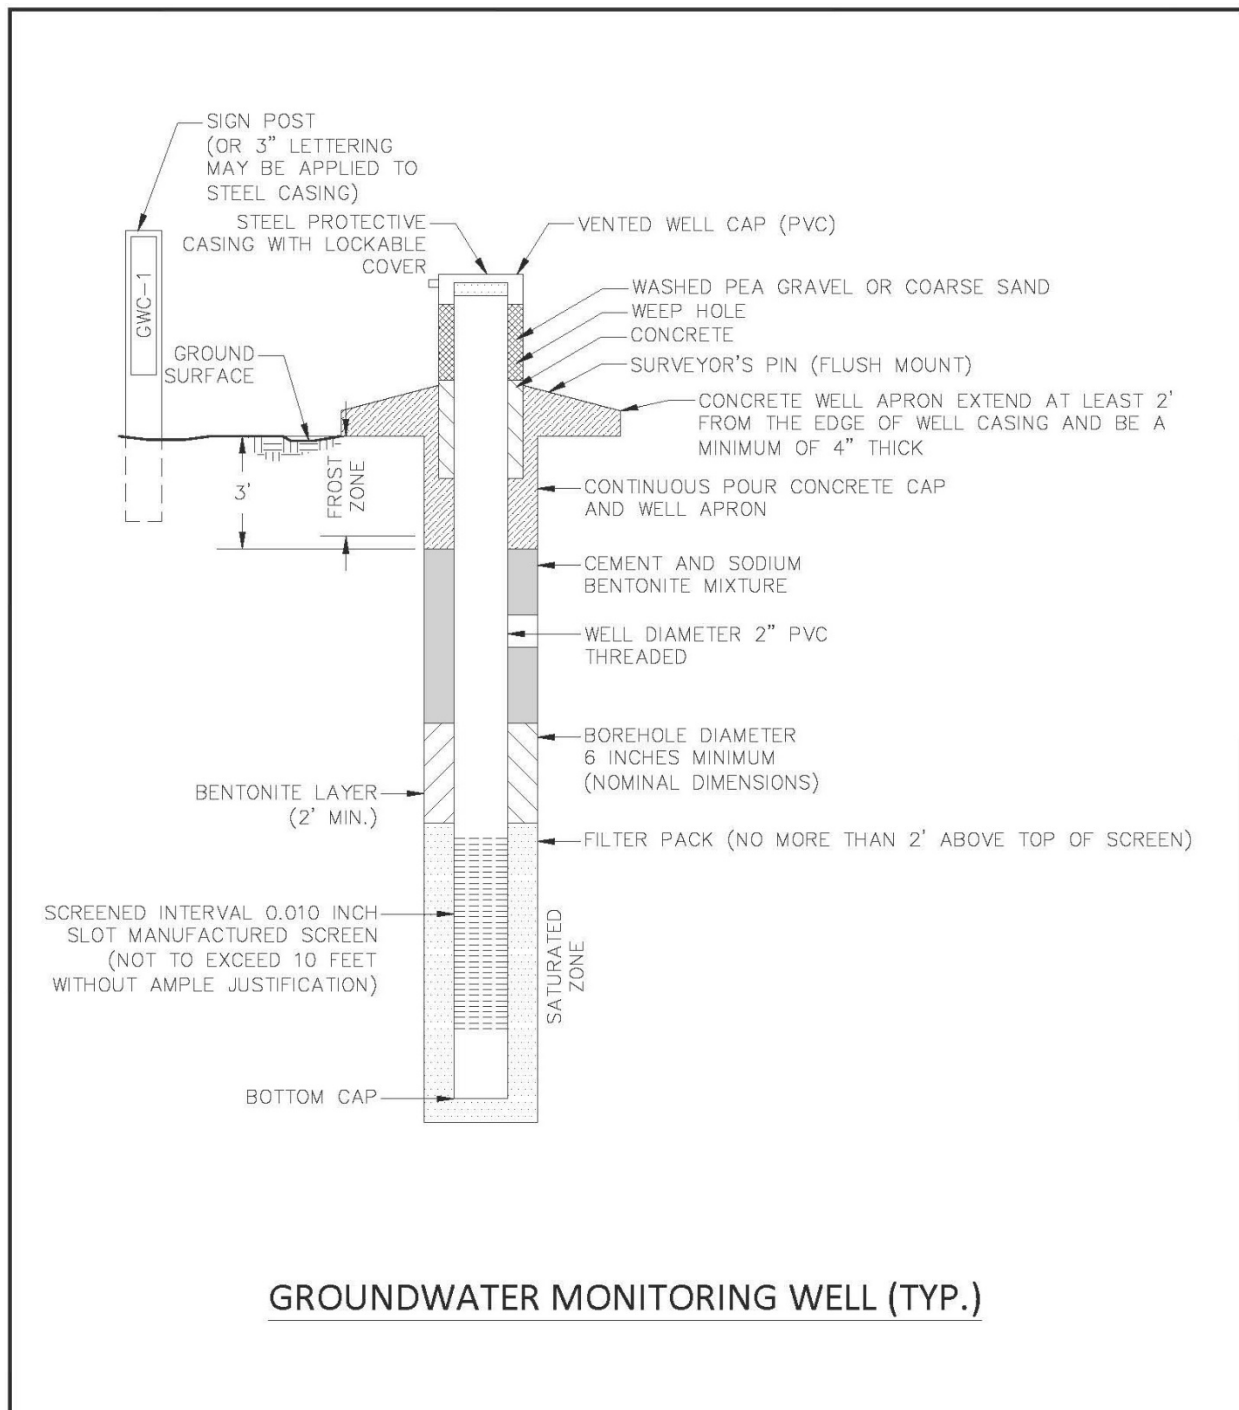 SIGN POST
(OR 3" LETTERING
MAY BE APPLIED TO
STEEL CASING)
STEEL PROTECTIVE
CASING WITH LOCKABLE
COVER
VENTED WELL CAP (PVC)
GWC-1
WASHED PEA GRAVEL OR COARSE SAND
WEEP HOLE
CONCRETE
GROUND
SURFACE
SURVEYOR'S PIN (FLUSH MOUNT)
CONCRETE WELL APRON EXTEND AT LEAST 2'
FROM THE EDGE OF WELL CASING AND BE A
MINIMUM OF 4" THICK
3'
FROST
ZONE
CONTINUOUS POUR CONCRETE CAP
AND WELL APRON
CEMENT AND SODIUM
BENTONITE MIXTURE
WELL DIAMETER 2" PVC
THREADED
BOREHOLE DIAMETER
6 INCHES MINIMUM
(NOMINAL DIMENSIONS)
BENTONITE LAYER
(2' MIN.)
FILTER PACK (NO MORE THAN 2' ABOVE TOP OF SCREEN)
SCREENED INTERVAL 0.010 INCH
SLOT MANUFACTURED SCREEN
(NOT TO EXCEED 10 FEET
WITHOUT AMPLE JUSTIFICATION)
SATURATED
ZONE
BOTTOM CAP
GROUNDWATER MONITORING WELL (TYP.)